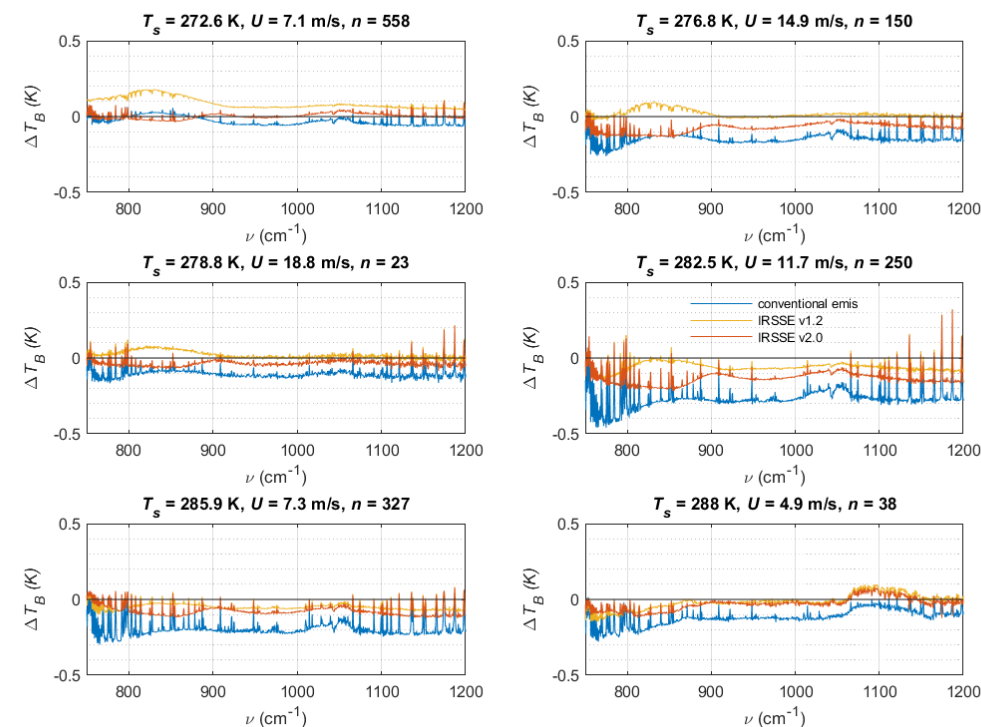 T_s = 272.6 K, U = 7.1 m/s, n = 558
0.5
0
-0.5
Δ T_B (K)
800 900 1000 1100 1200
ν (cm⁻¹)
T_s = 276.8 K, U = 14.9 m/s, n = 150
0.5
0
-0.5
Δ T_B (K)
800 900 1000 1100 1200
ν (cm⁻¹)
T_s = 278.8 K, U = 18.8 m/s, n = 23
0.5
0
-0.5
Δ T_B (K)
800 900 1000 1100 1200
ν (cm⁻¹)
T_s = 282.5 K, U = 11.7 m/s, n = 250
0.5
0
-0.5
Δ T_B (K)
conventional emis
IRSSE v1.2
IRSSE v2.0
800 900 1000 1100 1200
ν (cm⁻¹)
T_s = 285.9 K, U = 7.3 m/s, n = 327
0.5
0
-0.5
Δ T_B (K)
800 900 1000 1100 1200
ν (cm⁻¹)
T_s = 288 K, U = 4.9 m/s, n = 38
0.5
0
-0.5
Δ T_B (K)
800 900 1000 1100 1200
ν (cm⁻¹)